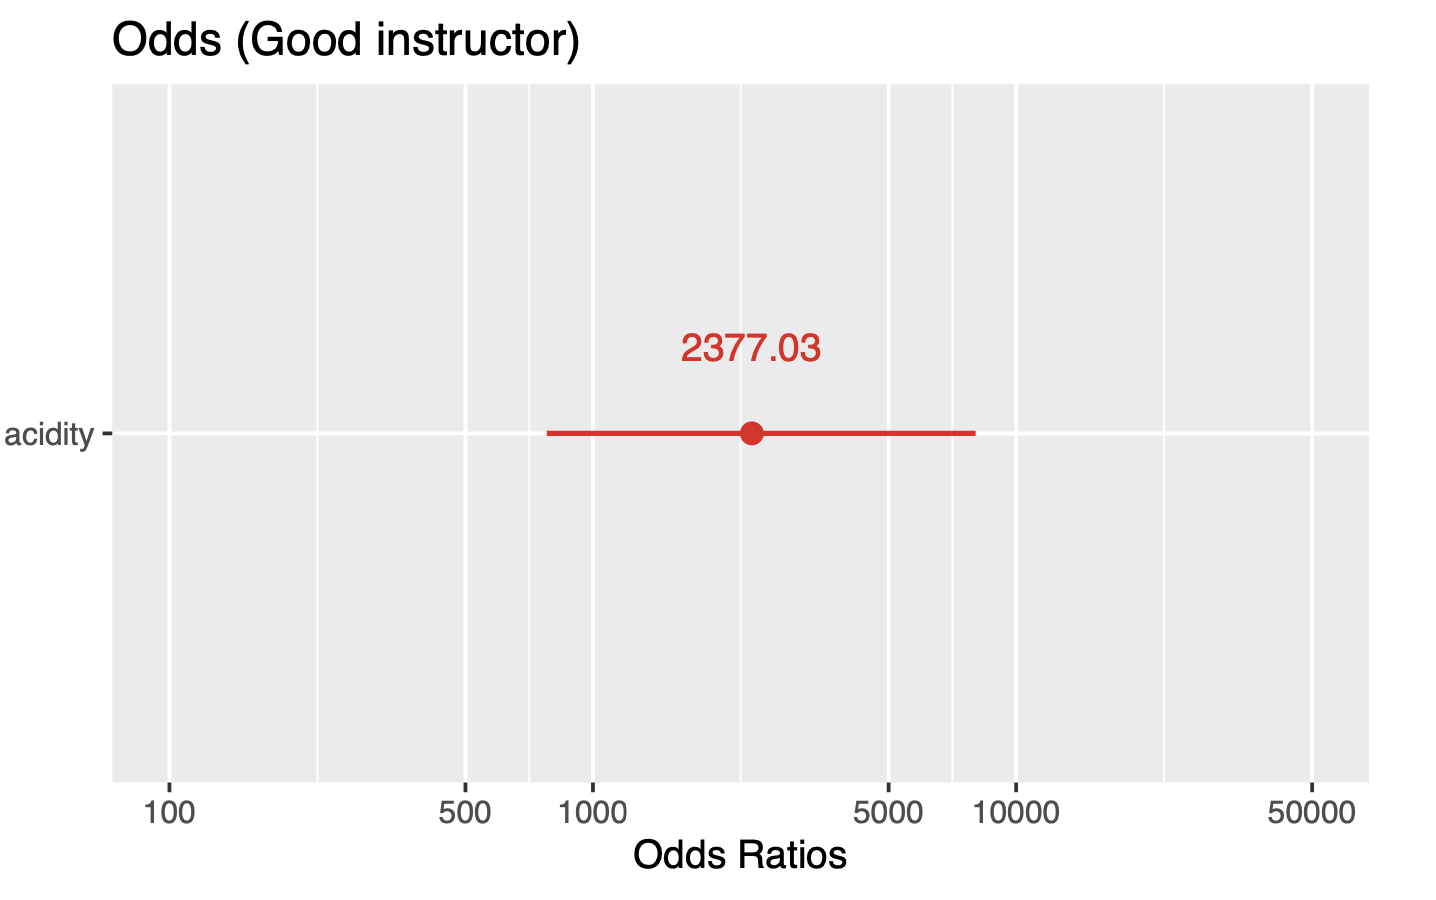 Odds (Good instructor)
2377.03
acidity
100 500 1000 5000 10000 50000
Odds Ratios